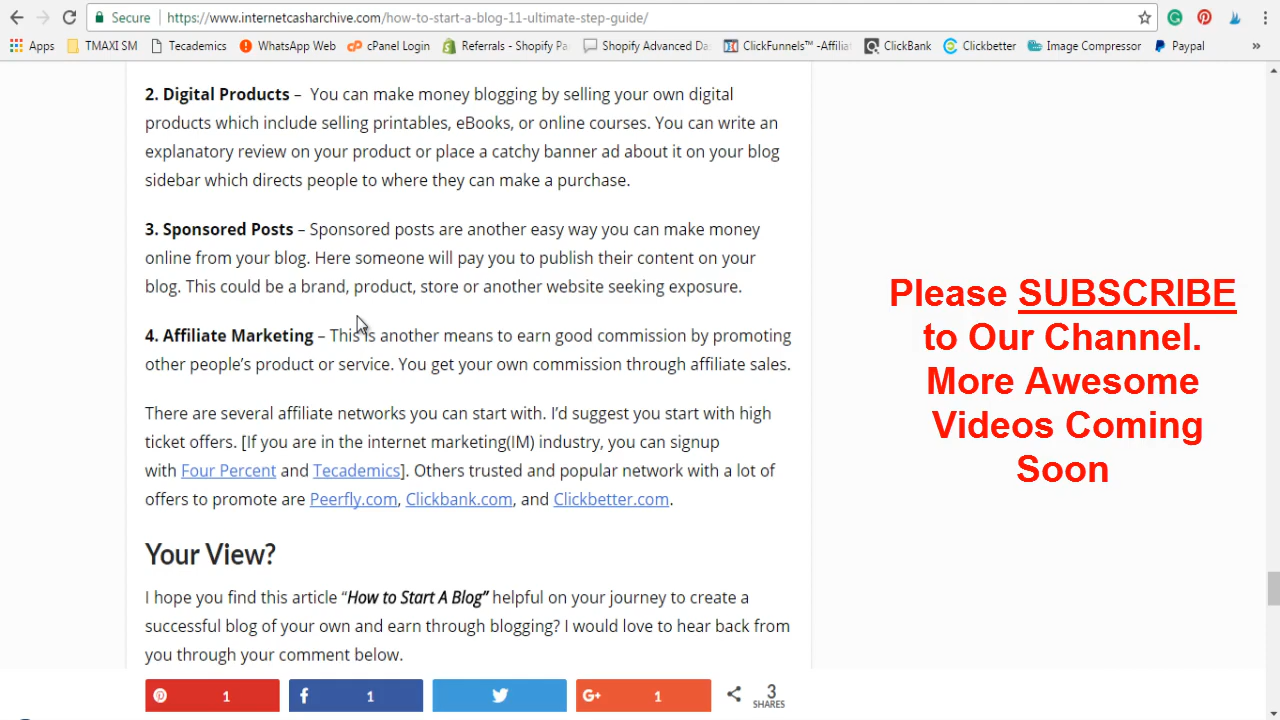 Secure https://www.internetcasharchive.com/how-to-start-a-blog-11-ultimate-step-guide/
Apps TMAXI SM Tecademics WhatsApp Web cPanel Login Referrals - Shopify Pa Shopify Advanced Da ClickFunnels™ -Affilia ClickBank Clickbetter Image Compressor Paypal »
2. Digital Products – You can make money blogging by selling your own digital
products which include selling printables, eBooks, or online courses. You can write an
explanatory review on your product or place a catchy banner ad about it on your blog
sidebar which directs people to where they can make a purchase.
3. Sponsored Posts – Sponsored posts are another easy way you can make money
online from your blog. Here someone will pay you to publish their content on your
blog. This could be a brand, product, store or another website seeking exposure.
4. Affiliate Marketing – This is another means to earn good commission by promoting
other people's product or service. You get your own commission through affiliate sales.
There are several affiliate networks you can start with. I'd suggest you start with high
ticket offers. [If you are in the internet marketing(IM) industry, you can signup
with Four Percent and Tecademics]. Others trusted and popular network with a lot of
offers to promote are Peerfly.com, Clickbank.com, and Clickbetter.com.
Your View?
I hope you find this article “How to Start A Blog” helpful on your journey to create a
successful blog of your own and earn through blogging? I would love to hear back from
you through your comment below.
1 1 G+ 1 3
SHARES
Please SUBSCRIBE
to Our Channel.
More Awesome
Videos Coming
Soon